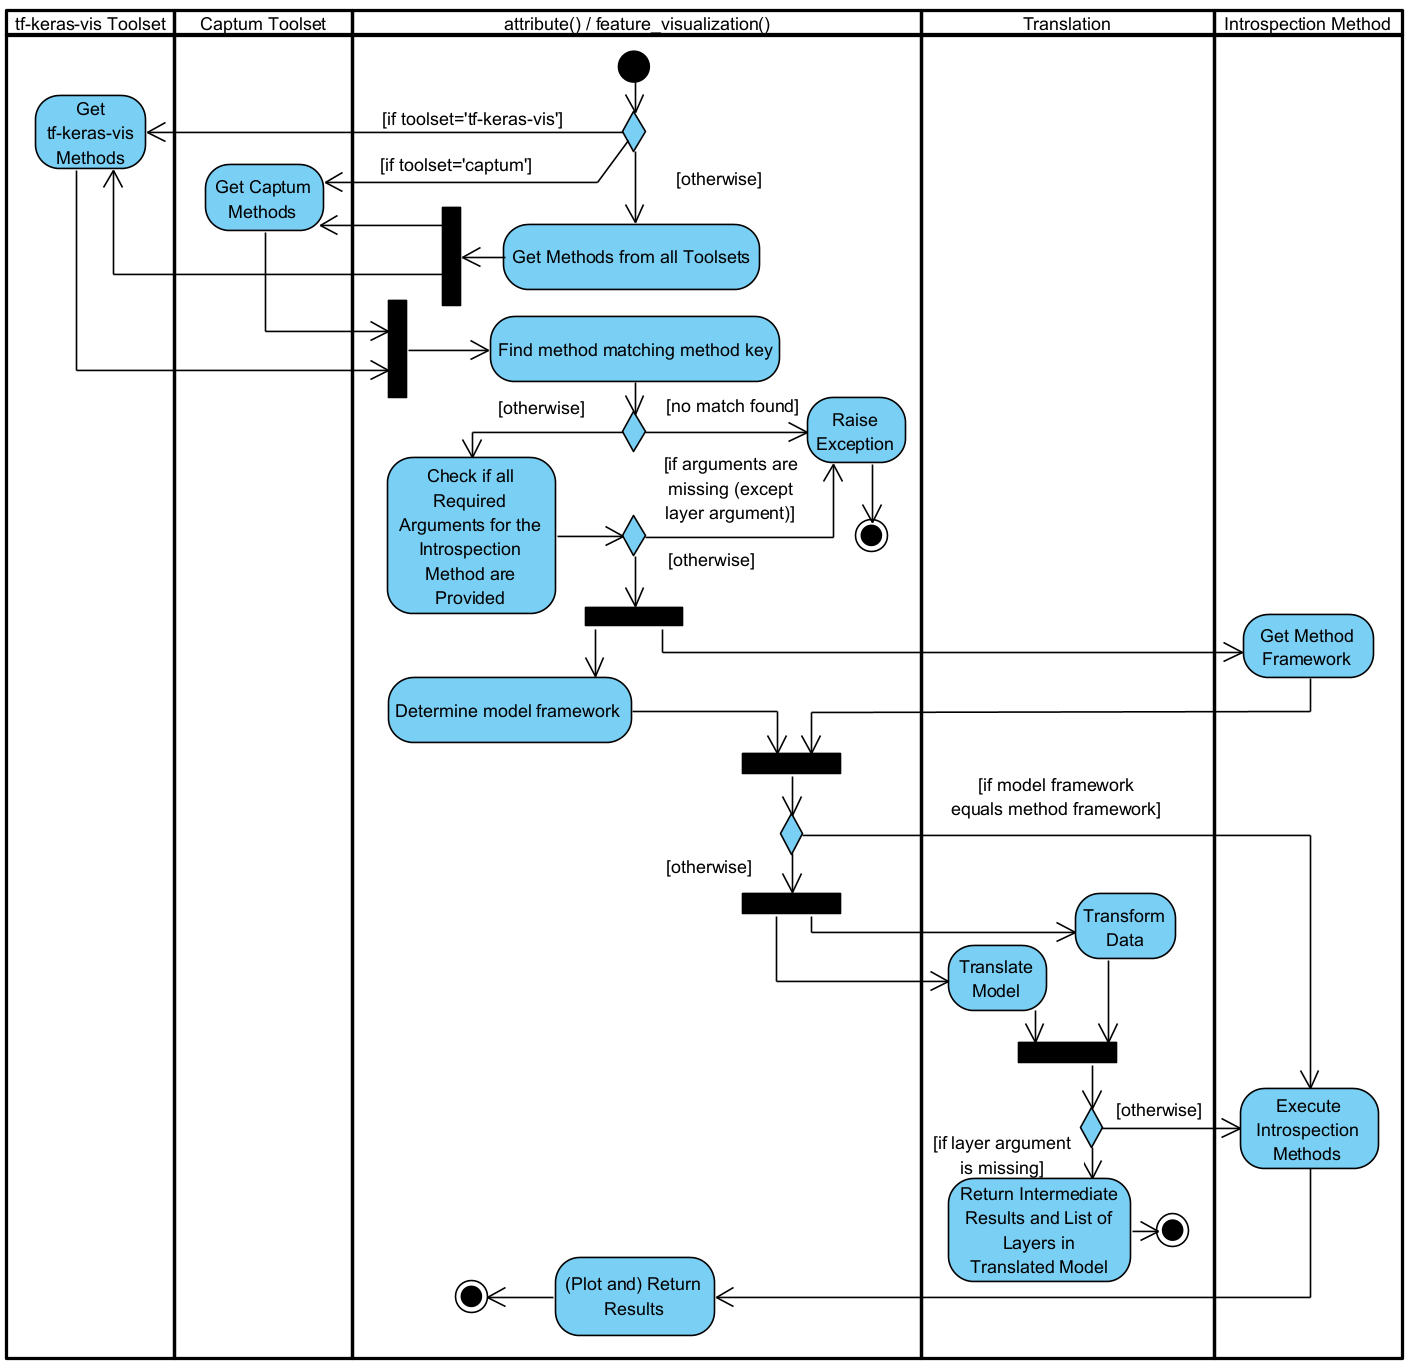 tf-keras-vis Toolset
Captum Toolset
attribute() / feature_visualization()
Translation
Introspection Method
Get
tf-keras-vis
Methods
[if toolset='tf-keras-vis']
[if toolset='captum']
[otherwise]
Get Captum
Methods
Get Methods from all Toolsets
Find method matching method key
[otherwise]
[no match found]
Raise
Exception
Check if all
Required
Arguments for the
Introspection
Method are
Provided
[if arguments are
missing (except
layer argument)]
[otherwise]
Get Method
Framework
Determine model framework
[if model framework
equals method framework]
[otherwise]
Transform
Data
Translate
Model
[otherwise]
Execute
Introspection
Methods
[if layer argument
is missing]
Return Intermediate
Results and List of
Layers in
Translated Model
(Plot and) Return
Results